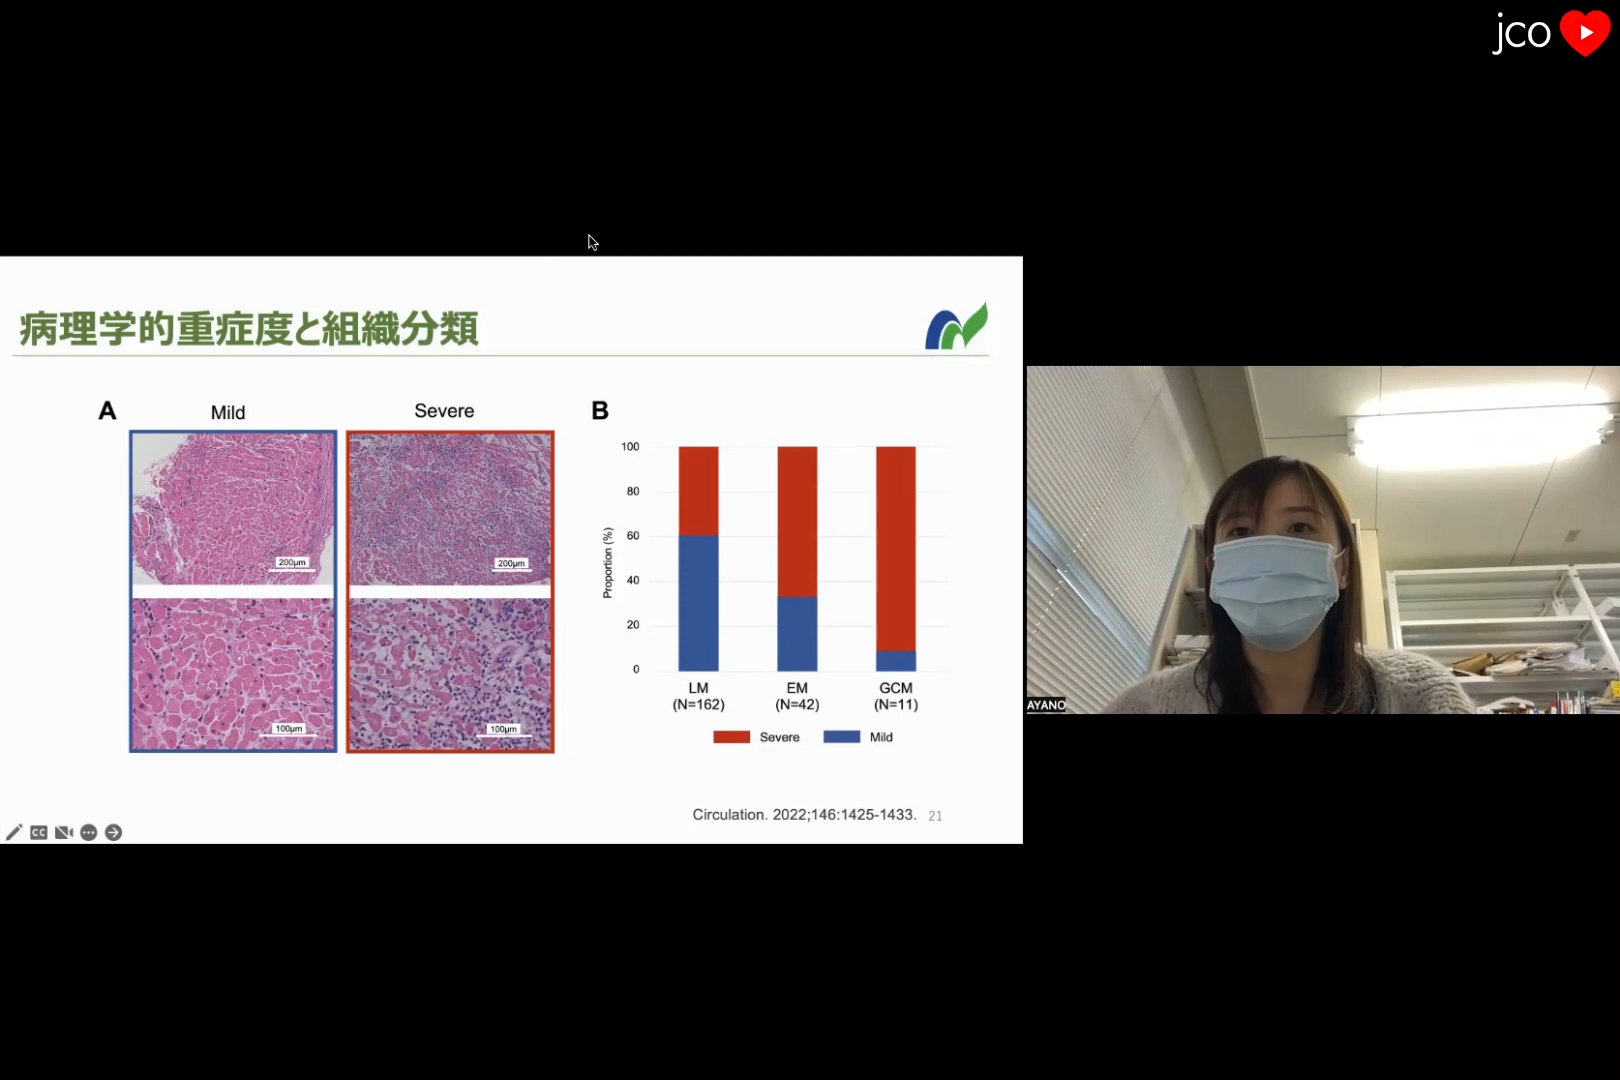 jco
病理学的重症度と組織分類
A
Mild
Severe
200μm
200μm
100μm
100μm
B
100
80
60
40
20
0
Proportion (%)
LM
(N=162)
EM
(N=42)
GCM
(N=11)
Severe
Mild
Circulation. 2022;146:1425-1433.
21
CC
AYANO